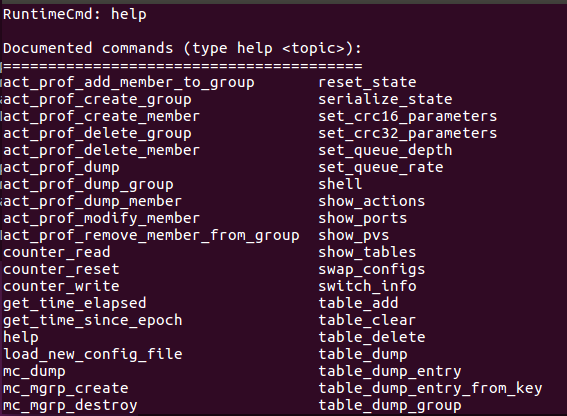 RuntimeCmd: help
Documented commands (type help <topic>):
========================================
act_prof_add_member_to_group reset_state
act_prof_create_group serialize_state
act_prof_create_member set_crc16_parameters
act_prof_delete_group set_crc32_parameters
act_prof_delete_member set_queue_depth
act_prof_dump set_queue_rate
act_prof_dump_group shell
act_prof_dump_member show_actions
act_prof_modify_member show_ports
act_prof_remove_member_from_group show_pvs
counter_read show_tables
counter_reset swap_configs
counter_write switch_info
get_time_elapsed table_add
get_time_since_epoch table_clear
help table_delete
load_new_config_file table_dump
mc_dump table_dump_entry
mc_mgrp_create table_dump_entry_from_key
mc_mgrp_destroy table_dump_group